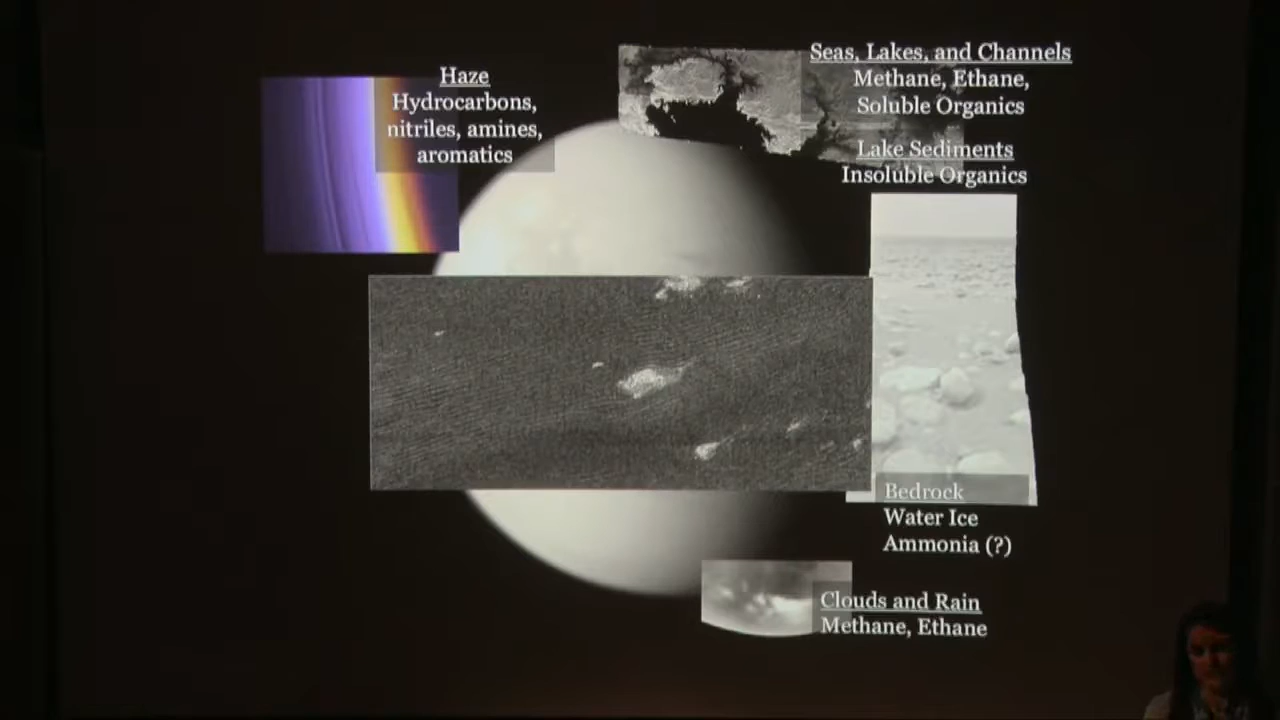 Haze
Hydrocarbons,
nitriles, amines,
aromatics
Seas, Lakes, and Channels
Methane, Ethane,
Soluble Organics
Lake Sediments
Insoluble Organics
Bedrock
Water Ice
Ammonia (?)
Clouds and Rain
Methane, Ethane